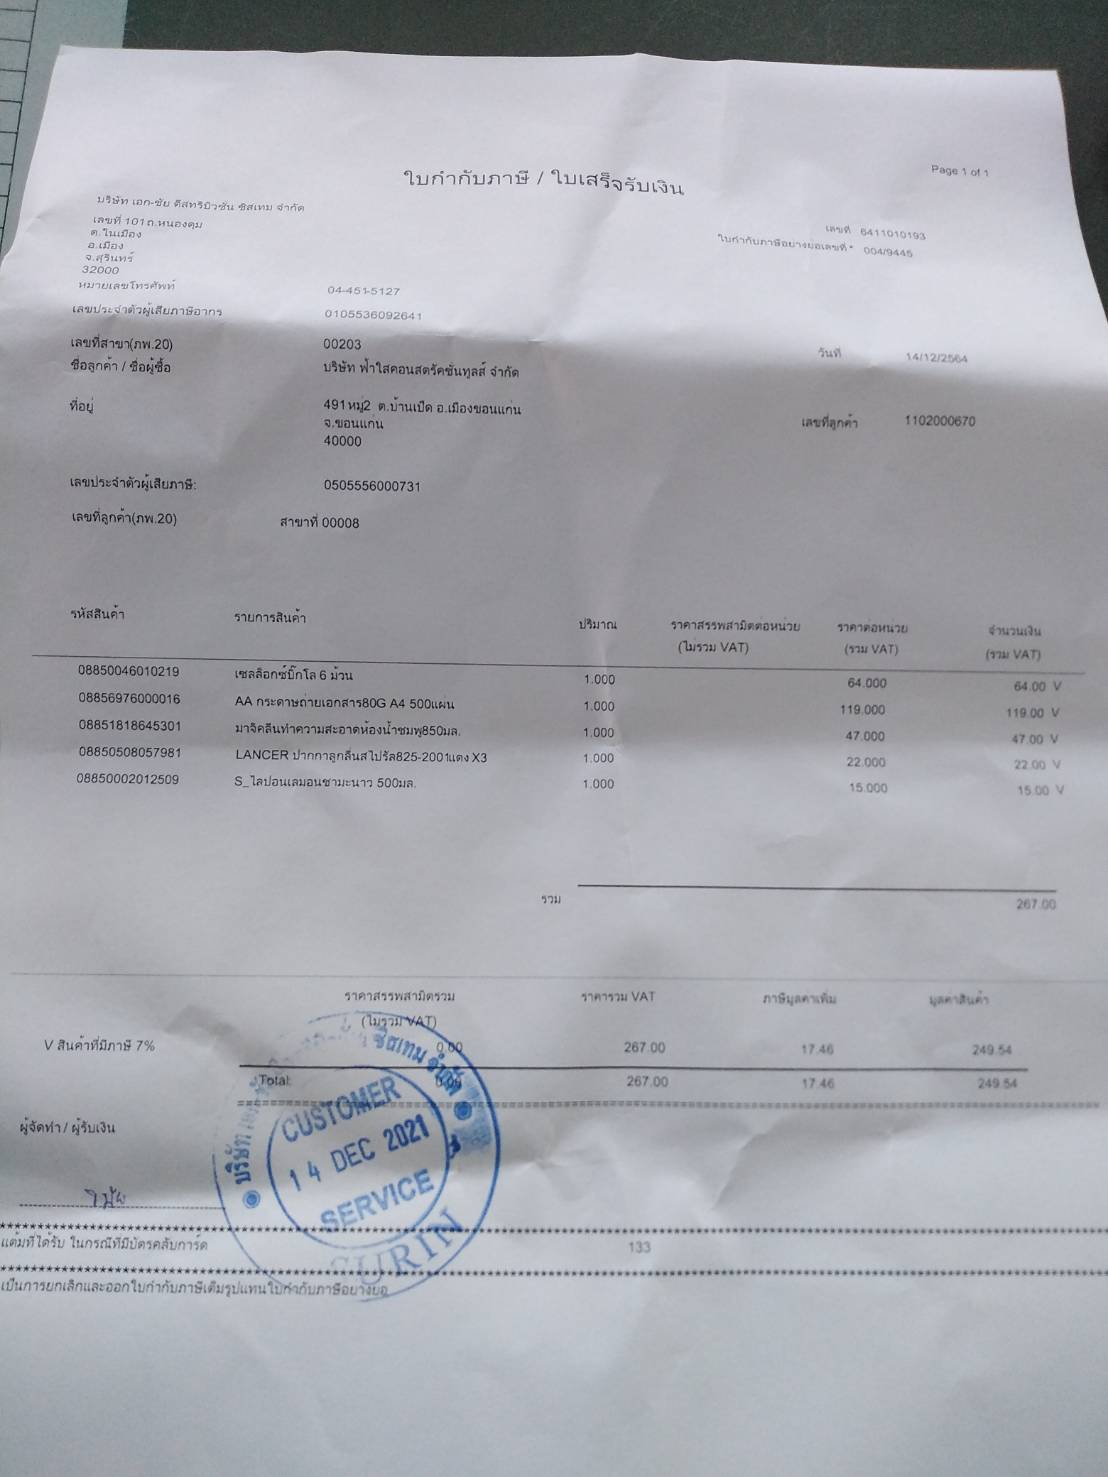 Page 1 of 1
ใบกำกับภาษี / ใบเสร็จรับเงิน
บริษัท เอก-ชัย ดีสทริบิวชั่น ซิสเทม จำกัด
เลขที่ 101 ถ.หนองดุม
ต.ในเมือง
อ.เมือง
จ.สุรินทร์
32000
เลขที่ 6411010193
ใบกำกับภาษีอย่างย่อเลขที่ * 004/9445
หมายเลขโทรศัพท์ 04-451-5127
เลขประจำตัวผู้เสียภาษีอากร 0105536092641
เลขที่สาขา(ภพ.20) 00203
วันที่ 14/12/2564
ชื่อลูกค้า / ชื่อผู้ซื้อ บริษัท ฟ้าใสคอนสตรัคชั่นทูลส์ จำกัด
ที่อยู่ 491หมู่2 ต.บ้านเป็ด อ.เมืองขอนแก่น
จ.ขอนแก่น
40000
เลขที่ลูกค้า 1102000670
เลขประจำตัวผู้เสียภาษี: 0505556000731
เลขที่ลูกค้า(ภพ.20) สาขาที่ 00008
รหัสสินค้า รายการสินค้า ปริมาณ ราคาสรรพสามิตต่อหน่วย ราคาต่อหน่วย จำนวนเงิน
(ไม่รวม VAT) (รวม VAT) (รวม VAT)
08850046010219 เซลล็อกซ์บิ๊กโล 6 ม้วน 1.000 64.000 64.00 V
08856976000016 AA กระดาษถ่ายเอกสาร80G A4 500แผ่น 1.000 119.000 119.00 V
08851818645301 มาจิคลีนทำความสะอาดห้องน้ำชมพู850มล. 1.000 47.000 47.00 V
08850508057981 LANCER ปากกาลูกลื่นสไปรัล825-2001แดง X3 1.000 22.000 22.00 V
08850002012509 S_ไลปอนเลมอนชามะนาว 500มล. 1.000 15.000 15.00 V
รวม 267.00
ราคาสรรพสามิตรวม ราคารวม VAT ภาษีมูลค่าเพิ่ม มูลค่าสินค้า
(ไม่รวม VAT)
V สินค้าที่มีภาษี 7% 0.00 267.00 17.46 249.54
Total: 0.00 267.00 17.46 249.54
ผู้จัดทำ / ผู้รับเงิน
บริษัท ซิสเทม จำกัด
CUSTOMER
14 DEC 2021
SERVICE
SURIN
แต้มที่ได้รับ ในกรณีที่มีบัตรคลับการ์ด 133
เป็นการยกเลิกและออกใบกำกับภาษีเต็มรูปแทนใบกำกับภาษีอย่างย่อ